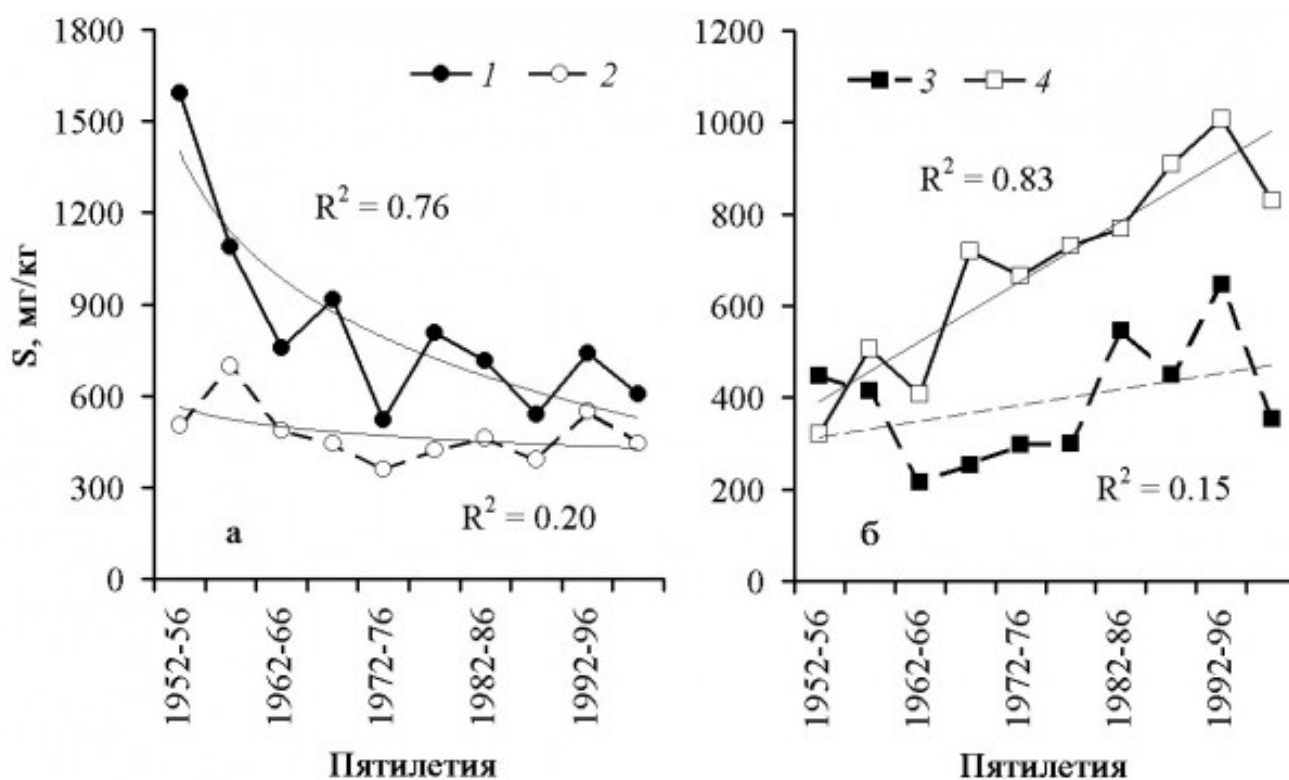 1800
1500
1200
900
600
300
0
S, мг/кг
1 2
R² = 0.76
R² = 0.20
а
1952-56
1962-66
1972-76
1982-86
1992-96
Пятилетия
1200
1000
800
600
400
200
0
3 4
R² = 0.83
R² = 0.15
б
1952-56
1962-66
1972-76
1982-86
1992-96
Пятилетия